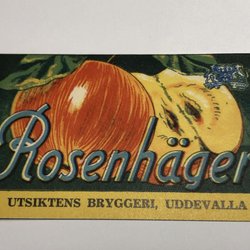 Rosenhäger
UTSIKTENS BRYGGERI, UDDEVALLA